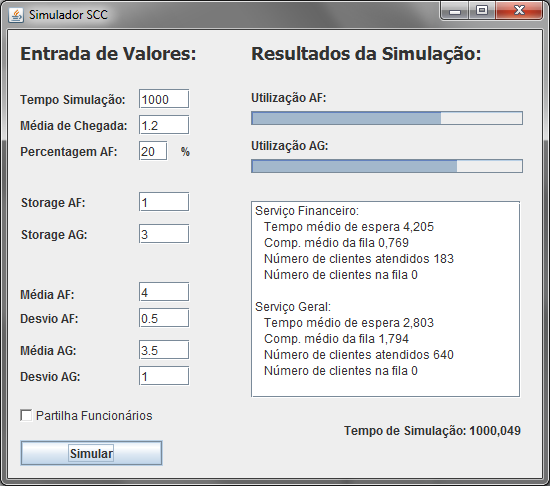 Simulador SCC
Entrada de Valores:
Tempo Simulação: 1000
Média de Chegada: 1.2
Percentagem AF: 20 %
Storage AF: 1
Storage AG: 3
Média AF: 4
Desvio AF: 0.5
Média AG: 3.5
Desvio AG: 1
Partilha Funcionários
Simular
Resultados da Simulação:
Utilização AF:
Utilização AG:
Serviço Financeiro:
Tempo médio de espera 4,205
Comp. médio da fila 0,769
Número de clientes atendidos 183
Número de clientes na fila 0
Serviço Geral:
Tempo médio de espera 2,803
Comp. médio da fila 1,794
Número de clientes atendidos 640
Número de clientes na fila 0
Tempo de Simulação: 1000,049